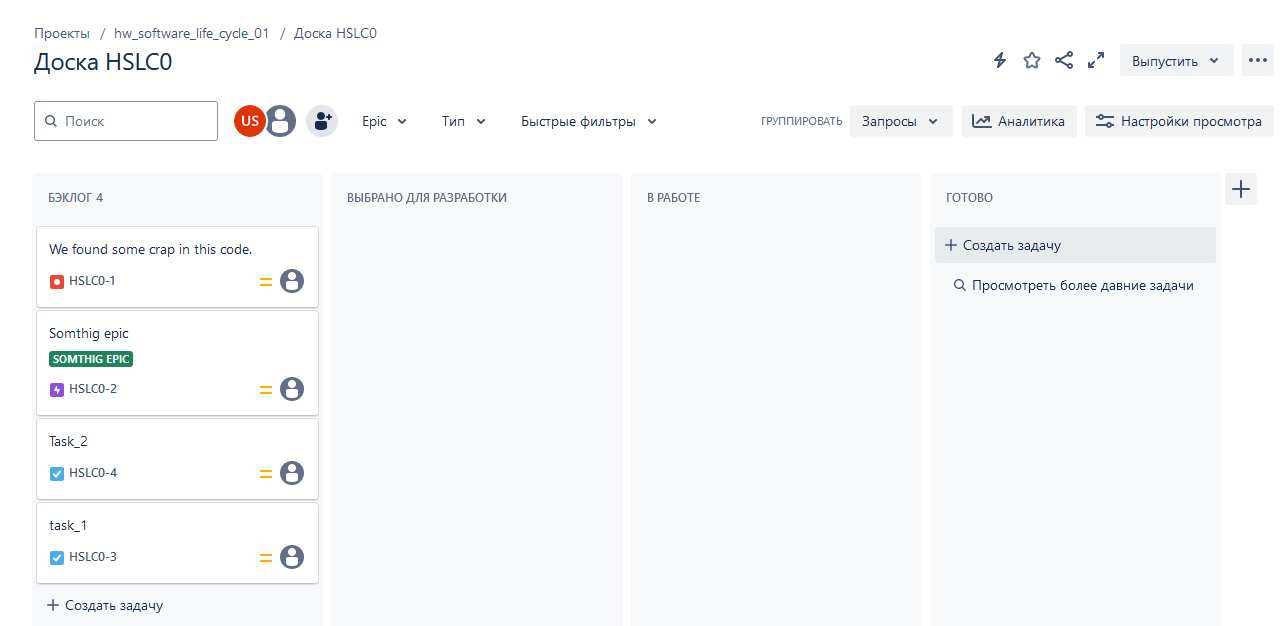 Проекты / hw_software_life_cycle_01 / Доска HSLC0
Доска HSLC0
Выпустить
Поиск
US
Epic
Тип
Быстрые фильтры
ГРУППИРОВАТЬ
Запросы
Аналитика
Настройки просмотра
БЭКЛОГ 4
We found some crap in this code.
HSLC0-1
Somthig epic
SOMTHIG EPIC
HSLC0-2
Task_2
HSLC0-4
task_1
HSLC0-3
Создать задачу
ВЫБРАНО ДЛЯ РАЗРАБОТКИ
В РАБОТЕ
ГОТОВО
Создать задачу
Просмотреть более давние задачи